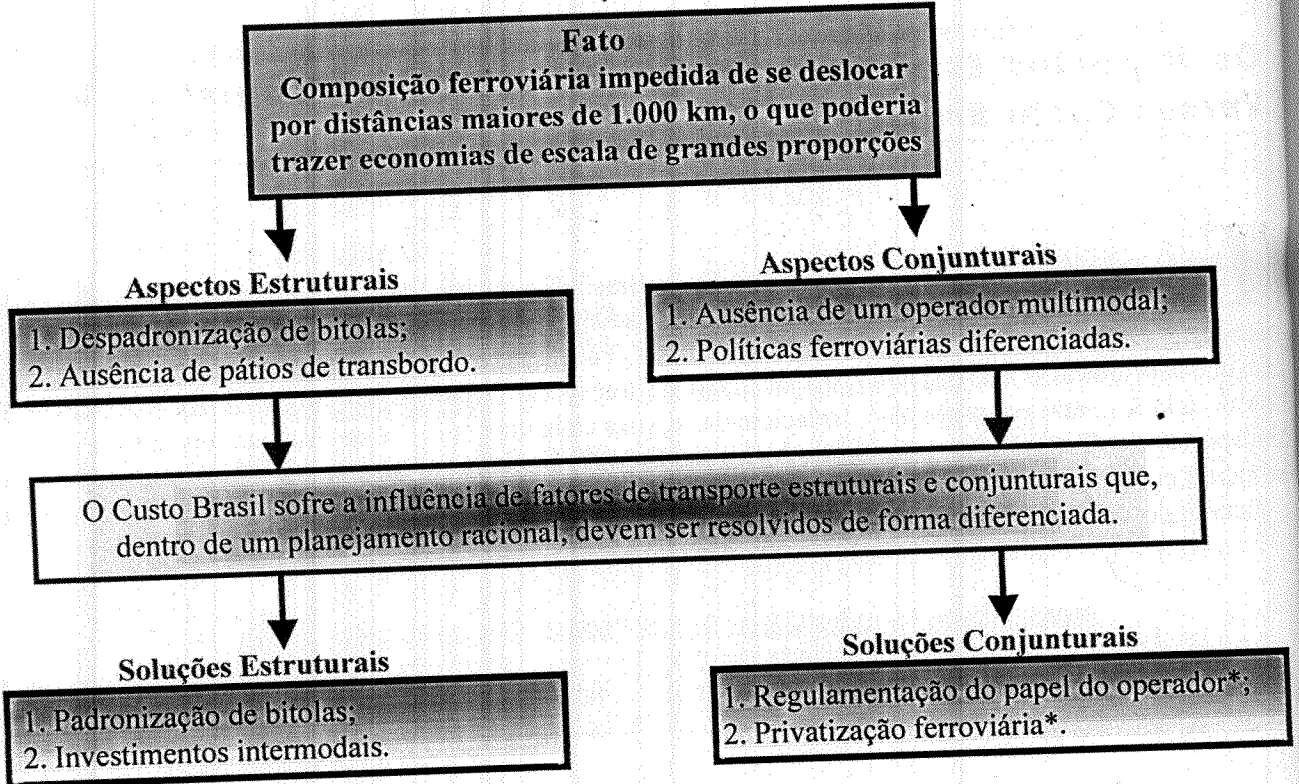 Fato
Composição ferroviária impedida de se deslocar
por distâncias maiores de 1.000 km, o que poderia
trazer economias de escala de grandes proporções
Aspectos Estruturais
1. Despadronização de bitolas;
2. Ausência de pátios de transbordo.
Aspectos Conjunturais
1. Ausência de um operador multimodal;
2. Políticas ferroviárias diferenciadas.
O Custo Brasil sofre a influência de fatores de transporte estruturais e conjunturais que,
dentro de um planejamento racional, devem ser resolvidos de forma diferenciada.
Soluções Estruturais
1. Padronização de bitolas;
2. Investimentos intermodais.
Soluções Conjunturais
1. Regulamentação do papel do operador*;
2. Privatização ferroviária*.